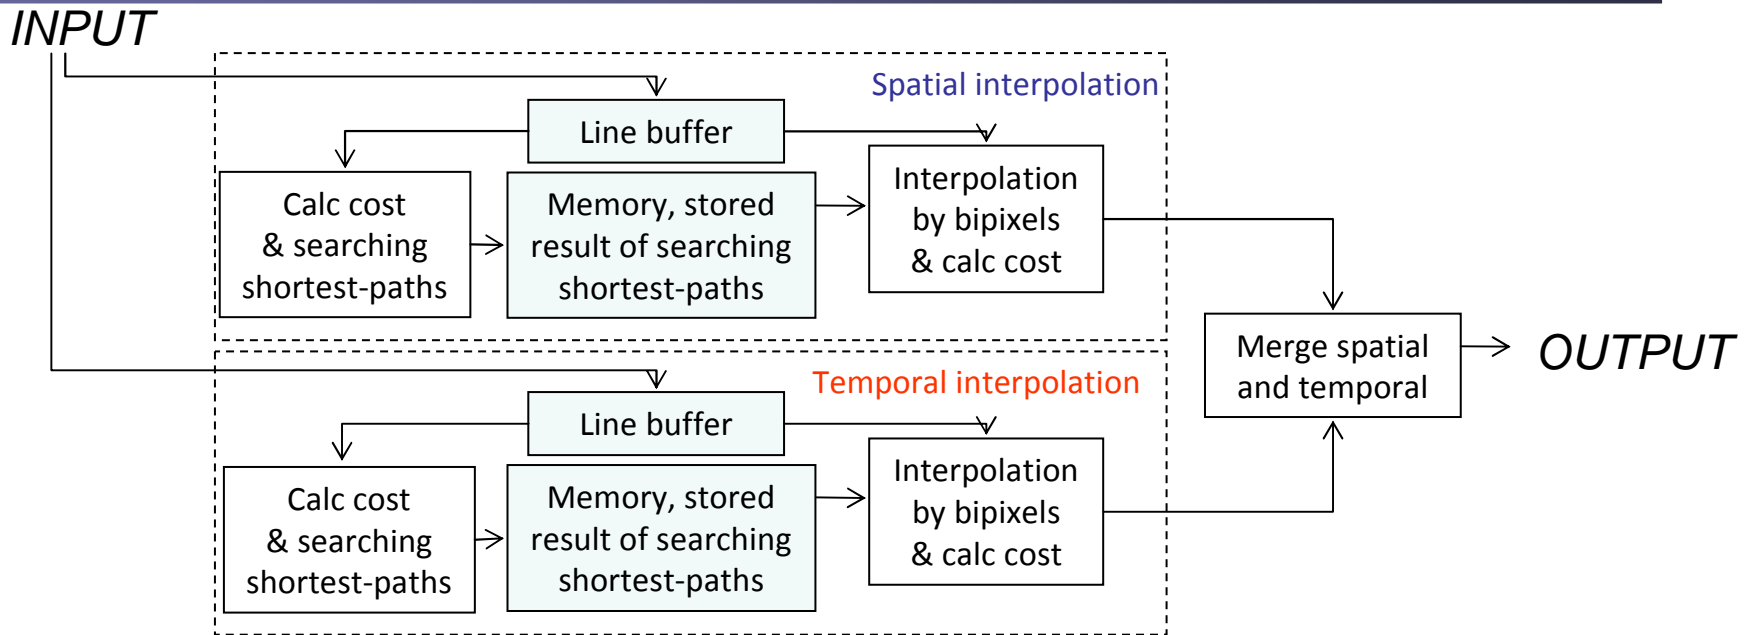 INPUT
Spatial interpolation
Line buffer
Calc cost
& searching
shortest-paths
Memory, stored
result of searching
shortest-paths
Interpolation
by bipixels
& calc cost
Merge spatial
and temporal
OUTPUT
Temporal interpolation
Line buffer
Calc cost
& searching
shortest-paths
Memory, stored
result of searching
shortest-paths
Interpolation
by bipixels
& calc cost